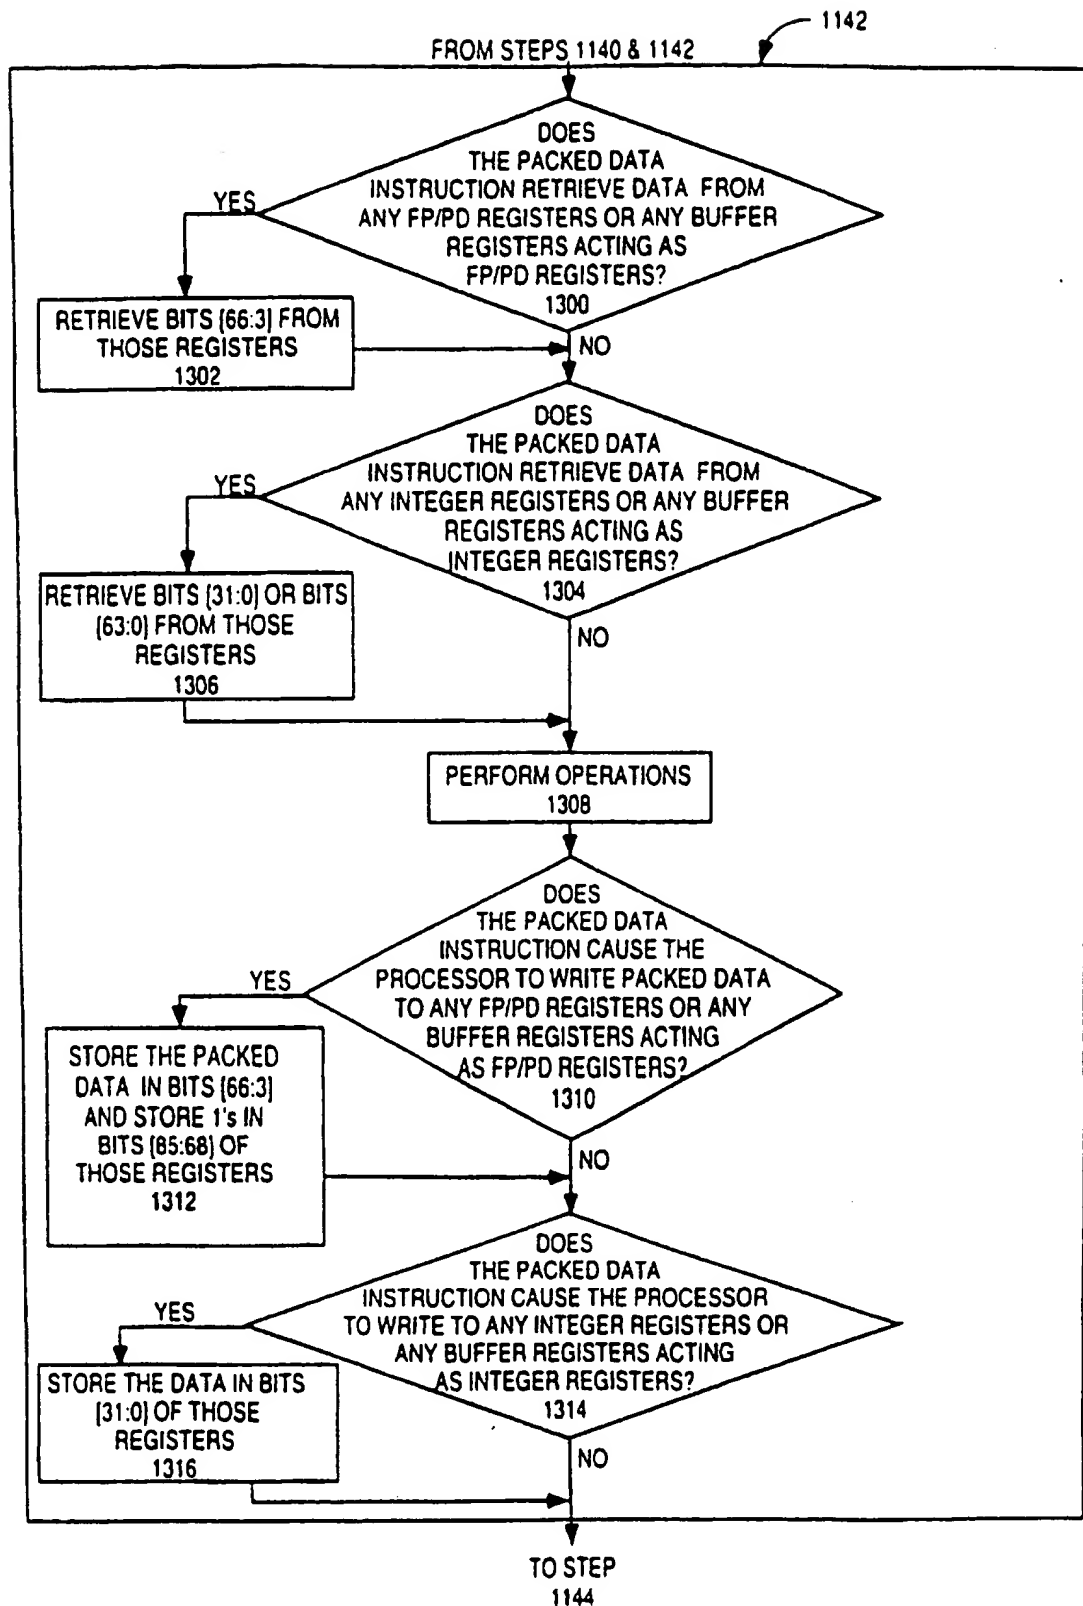 1142
FROM STEPS 1140 & 1142
DOES
THE PACKED DATA
INSTRUCTION RETRIEVE DATA FROM
ANY FP/PD REGISTERS OR ANY BUFFER
REGISTERS ACTING AS
FP/PD REGISTERS?
1300
YES
RETRIEVE BITS [66:3] FROM
THOSE REGISTERS
1302
NO
DOES
THE PACKED DATA
INSTRUCTION RETRIEVE DATA FROM
ANY INTEGER REGISTERS OR ANY BUFFER
REGISTERS ACTING AS
INTEGER REGISTERS?
1304
YES
RETRIEVE BITS [31:0] OR BITS
[63:0] FROM THOSE
REGISTERS
1306
NO
PERFORM OPERATIONS
1308
DOES
THE PACKED DATA
INSTRUCTION CAUSE THE
PROCESSOR TO WRITE PACKED DATA
TO ANY FP/PD REGISTERS OR ANY
BUFFER REGISTERS ACTING
AS FP/PD REGISTERS?
1310
YES
STORE THE PACKED
DATA IN BITS [66:3]
AND STORE 1's IN
BITS [85:68] OF
THOSE REGISTERS
1312
NO
DOES
THE PACKED DATA
INSTRUCTION CAUSE THE PROCESSOR
TO WRITE TO ANY INTEGER REGISTERS OR
ANY BUFFER REGISTERS ACTING
AS INTEGER REGISTERS?
1314
YES
STORE THE DATA IN BITS
[31:0] OF THOSE
REGISTERS
1316
NO
TO STEP
1144